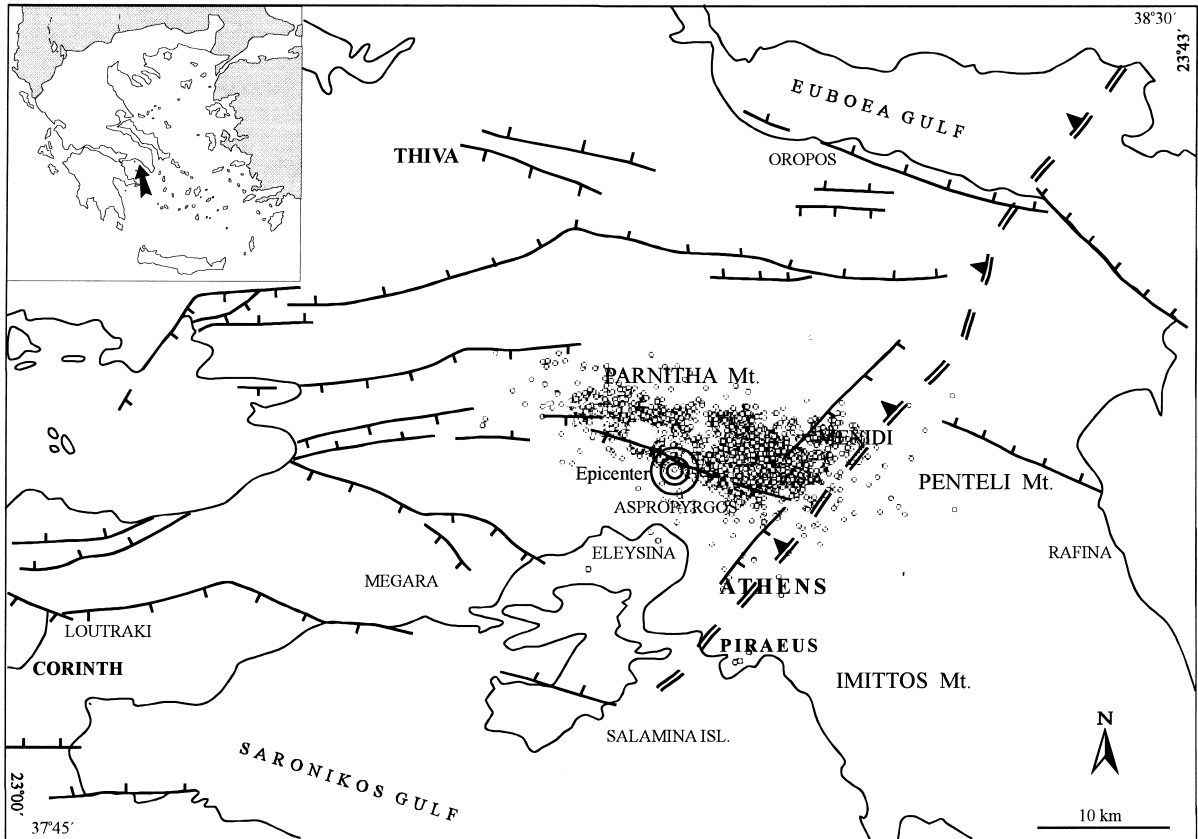 38°30´
23°43´
EUBOEA GULF
THIVA
OROPOS
PARNITHA Mt.
MENIDI
Epicenter
PENTELI Mt.
ASPROPYRGOS
ELEYSINA
RAFINA
MEGARA
ATHENS
LOUTRAKI
PIRAEUS
CORINTH
IMITTOS Mt.
SALAMINA ISL.
N
SARONIKOS GULF
23°00´
37°45´
10 km